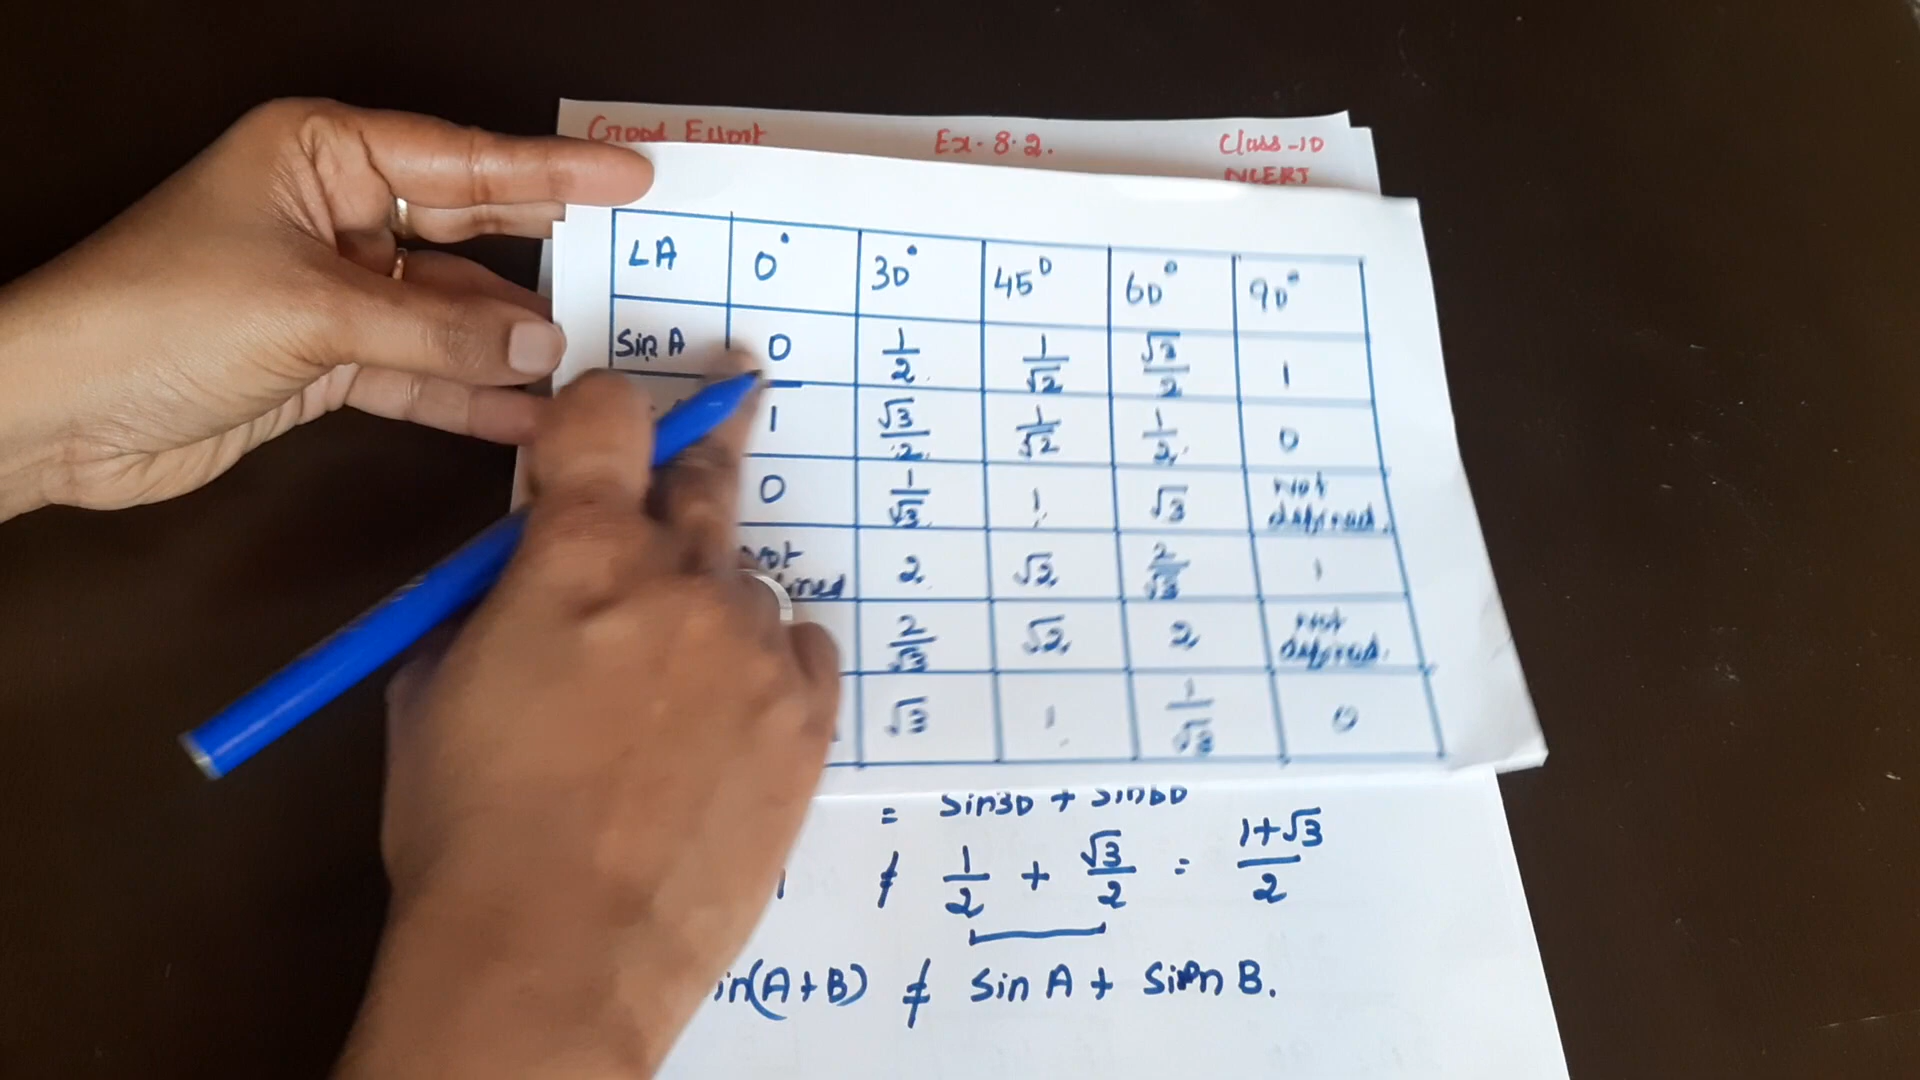 Good Effort Ex. 8.2. Class-10
NCERT
∠A 0° 30° 45° 60° 90°
Sin A 0 1/2 1/√2 √3/2 1
1 √3/2 1/√2 1/2 0
0 1/√3 1 √3 Not defined.
Not 2 √2 2/√3 1
2/√3 √2 2 Not defined.
√3 1 1/√3 0
= Sin30 + Sin60
≠ 1/2 + √3/2 = 1+√3/2
in(A+B) ≠ Sin A + Sin B.